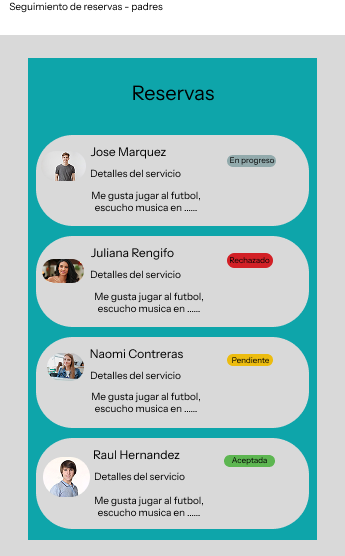 Seguimiento de reservas - padres
Reservas
Jose Marquez
En progreso
Detalles del servicio
Me gusta jugar al futbol,
escucho musica en ......
Juliana Rengifo
Rechazado
Detalles del servicio
Me gusta jugar al futbol,
escucho musica en ......
Naomi Contreras
Pendiente
Detalles del servicio
Me gusta jugar al futbol,
escucho musica en ......
Raul Hernandez
Aceptada
Detalles del servicio
Me gusta jugar al futbol,
escucho musica en ......